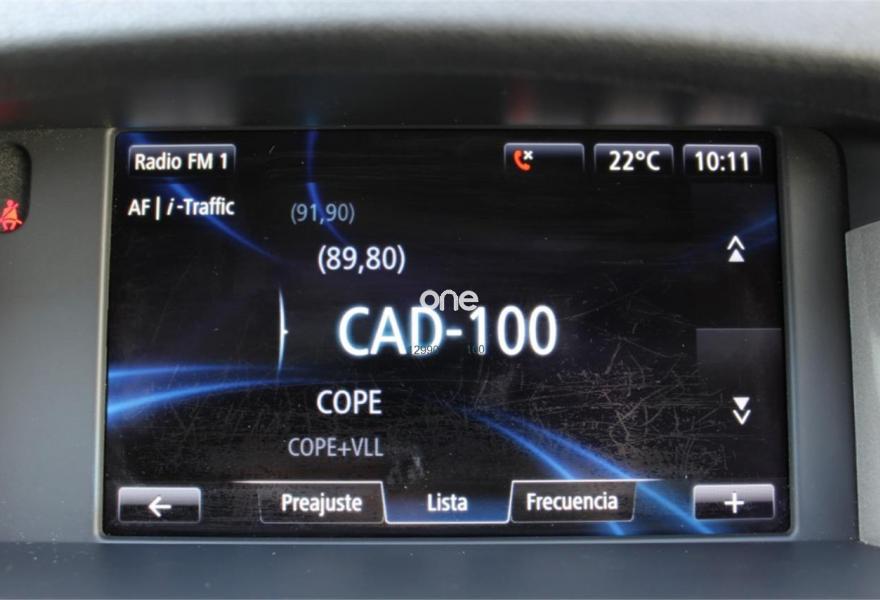 Radio FM 1
22°C
10:11
AF | i-Traffic
(91,90)
(89,80)
one
CAD-100
COPE
COPE+VLL
Preajuste
Lista
Frecuencia